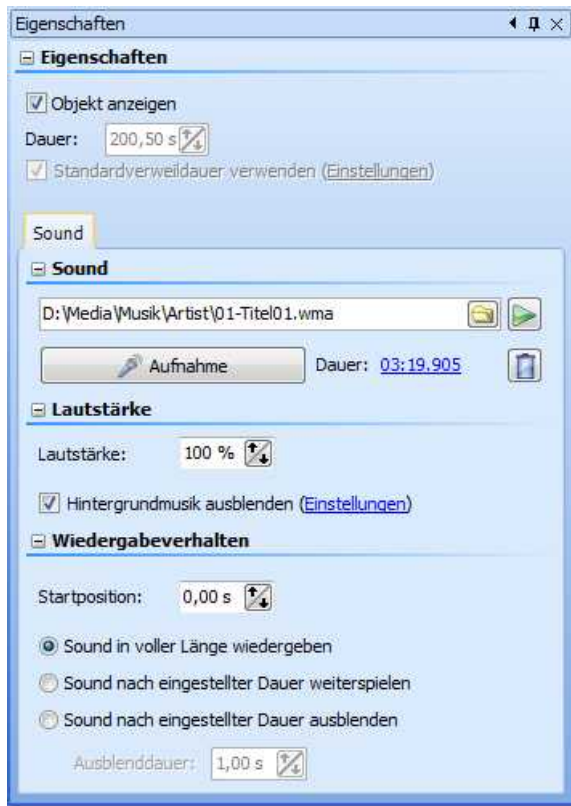 Eigenschaften
Eigenschaften
Objekt anzeigen
Dauer: 200,50 s
Standardverweildauer verwenden (Einstellungen)
Sound
Sound
D:\Media\Musik\Artist\01-Titel01.wma
Aufnahme Dauer: 03:19.905
Lautstärke
Lautstärke: 100 %
Hintergrundmusik ausblenden (Einstellungen)
Wiedergabeverhalten
Startposition: 0,00 s
Sound in voller Länge wiedergeben
Sound nach eingestellter Dauer weiterspielen
Sound nach eingestellter Dauer ausblenden
Ausblenddauer: 1,00 s